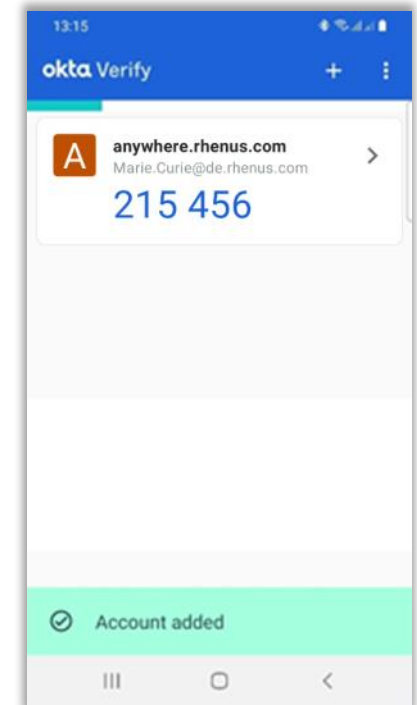 13:15
okta Verify
A
anywhere.rhenus.com
Marie.Curie@de.rhenus.com
215 456
Account added